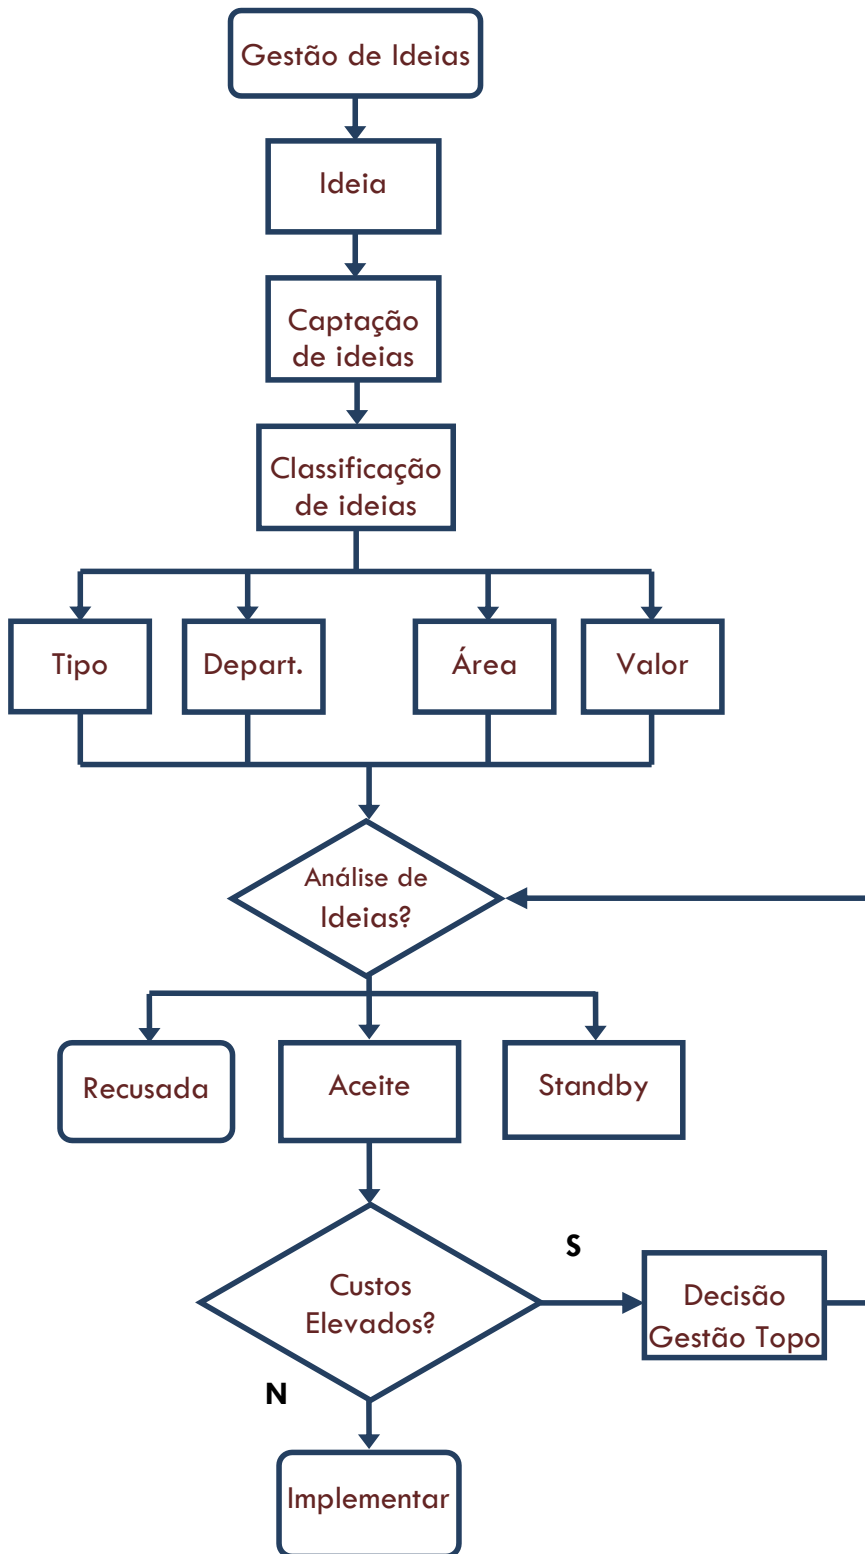 Gestão de Ideias
Ideia
Captação
de ideias
Classificação
de ideias
Tipo
Depart.
Área
Valor
Análise de
Ideias?
Recusada
Aceite
Standby
Custos
Elevados?
S
Decisão
Gestão Topo
N
Implementar